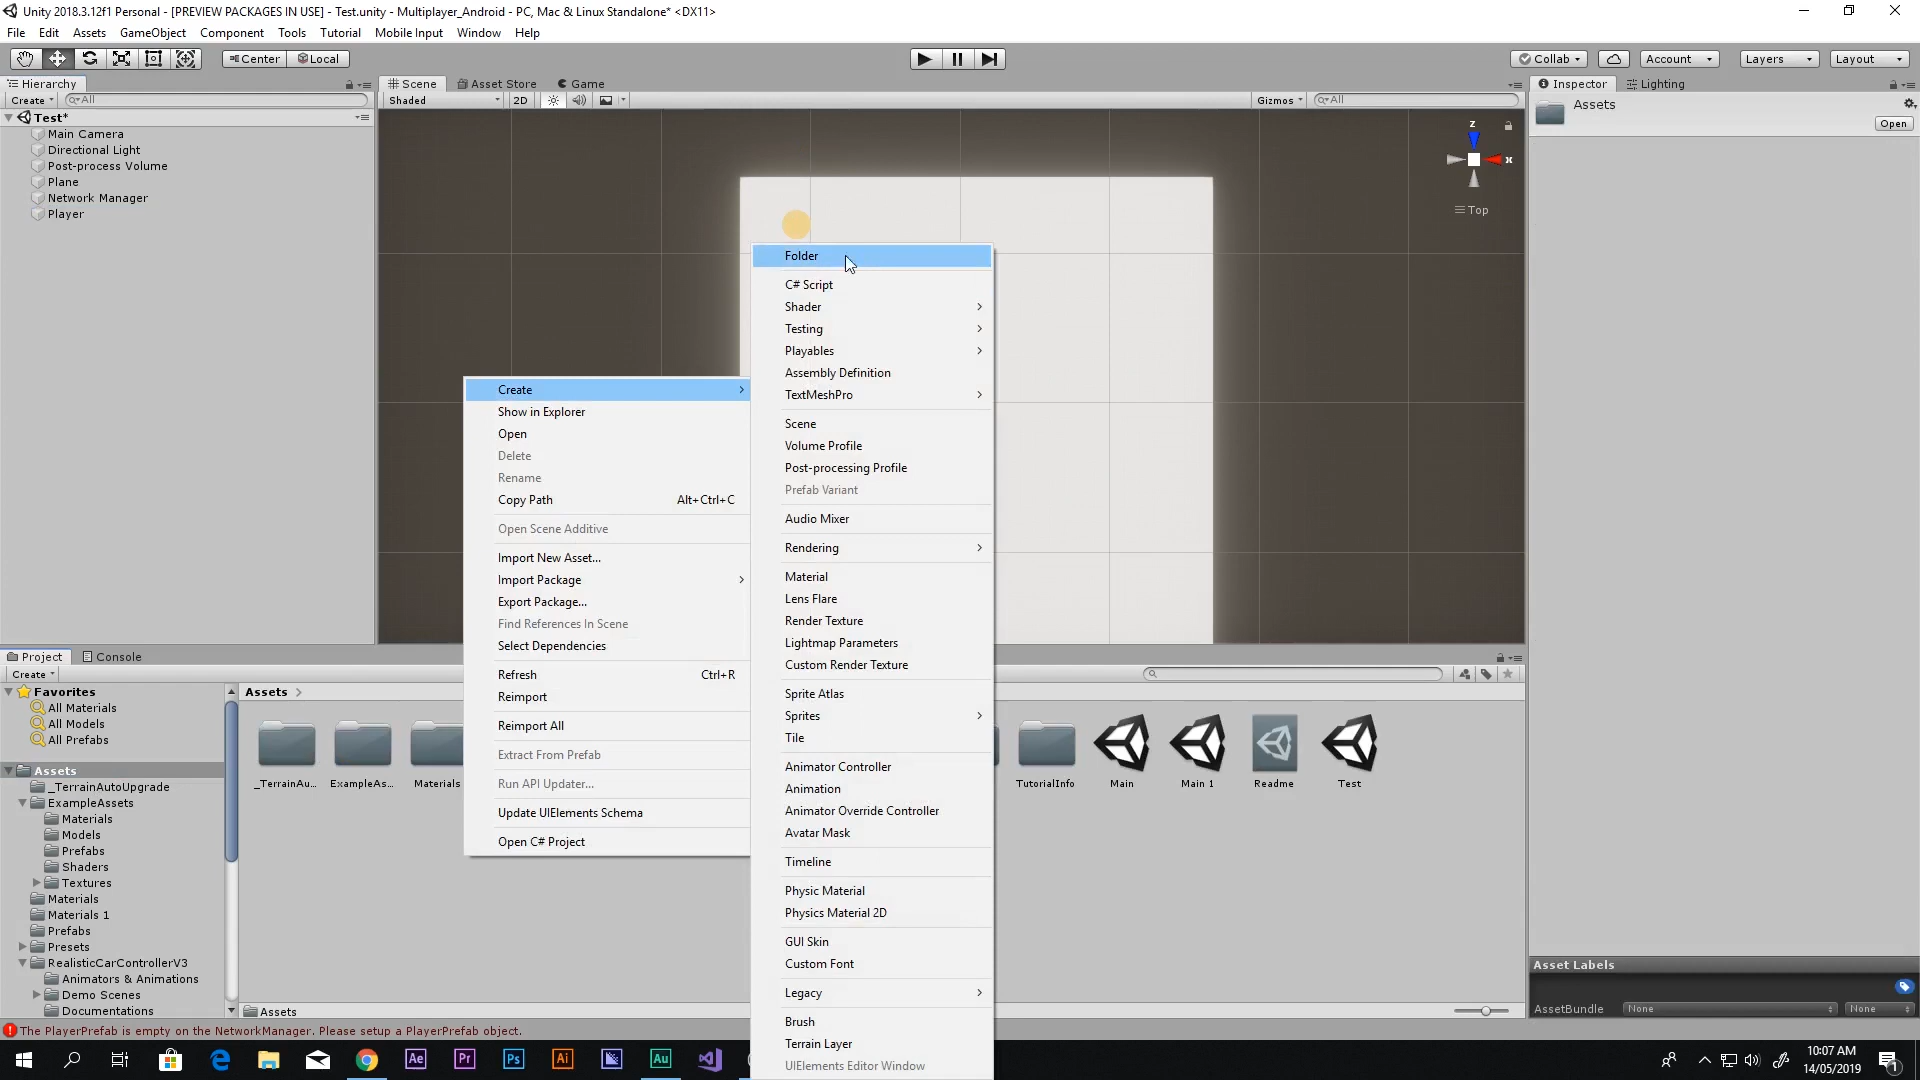 Unity 2018.3.12f1 Personal - [PREVIEW PACKAGES IN USE] - Test.unity - Multiplayer_Android - PC, Mac & Linux Standalone* <DX11>
File Edit Assets GameObject Component Tools Tutorial Mobile Input Window Help
Center Local Collab Account Layers Layout
Hierarchy Scene Asset Store Game Inspector Lighting
Create All Shaded 2D Gizmos All Assets
Open
Test*
Main Camera
Directional Light
Post-process Volume
Plane
Network Manager
Player
z
x
Top
Folder
C# Script
Shader
Testing
Playables
Assembly Definition
TextMeshPro
Scene
Volume Profile
Post-processing Profile
Prefab Variant
Audio Mixer
Rendering
Material
Lens Flare
Render Texture
Lightmap Parameters
Custom Render Texture
Sprite Atlas
Sprites
Tile
Animator Controller
Animation
Animator Override Controller
Avatar Mask
Timeline
Physic Material
Physics Material 2D
GUI Skin
Custom Font
Legacy
Brush
Terrain Layer
UIElements Editor Window
Create
Show in Explorer
Open
Delete
Rename
Copy Path Alt+Ctrl+C
Open Scene Additive
Import New Asset...
Import Package
Export Package...
Find References In Scene
Select Dependencies
Refresh Ctrl+R
Reimport
Reimport All
Extract From Prefab
Run API Updater...
Update UIElements Schema
Open C# Project
Project Console
Create
Favorites
All Materials
All Models
All Prefabs
Assets
_TerrainAutoUpgrade
ExampleAssets
Materials
Models
Prefabs
Shaders
Textures
Materials
Materials 1
Prefabs
Presets
RealisticCarControllerV3
Animators & Animations
Demo Scenes
Documentations
Assets
_TerrainAu... ExampleAs... Materials TutorialInfo Main Main 1 Readme Test
Assets
Asset Labels
AssetBundle None None
The PlayerPrefab is empty on the NetworkManager. Please setup a PlayerPrefab object.
Ae Pr Ps Ai Au
10:07 AM
14/05/2019
1